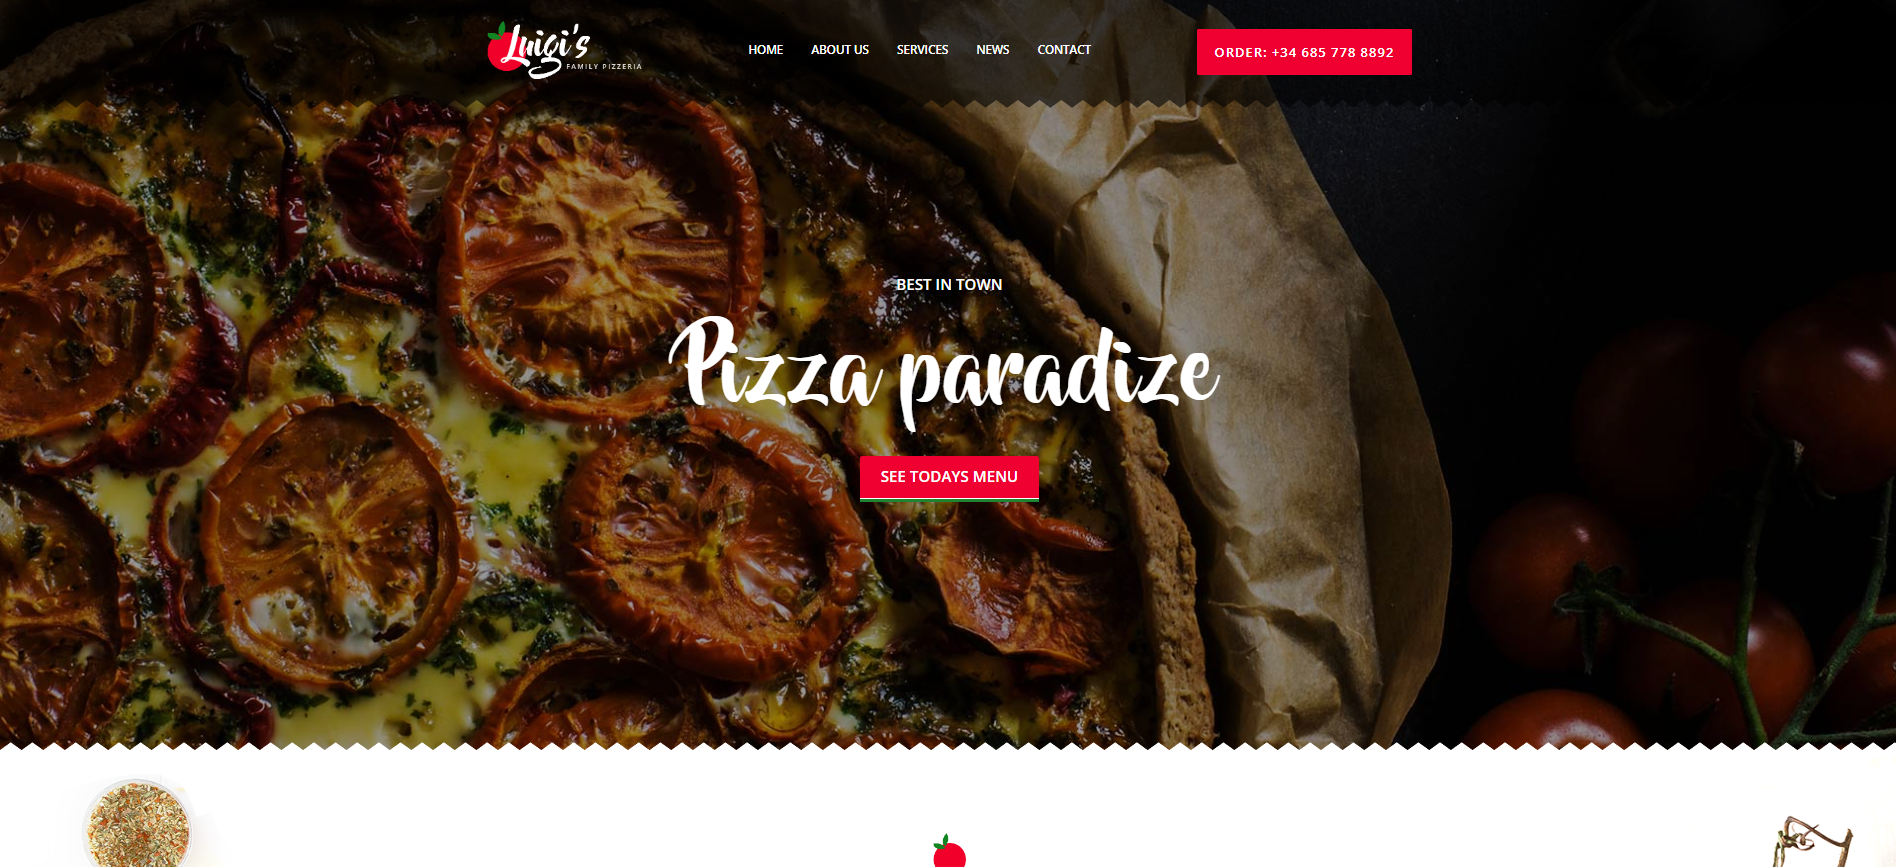 Luigi's
FAMILY PIZZERIA
HOME ABOUT US SERVICES NEWS CONTACT
ORDER: +34 685 778 8892
BEST IN TOWN
Pizza paradize
SEE TODAYS MENU